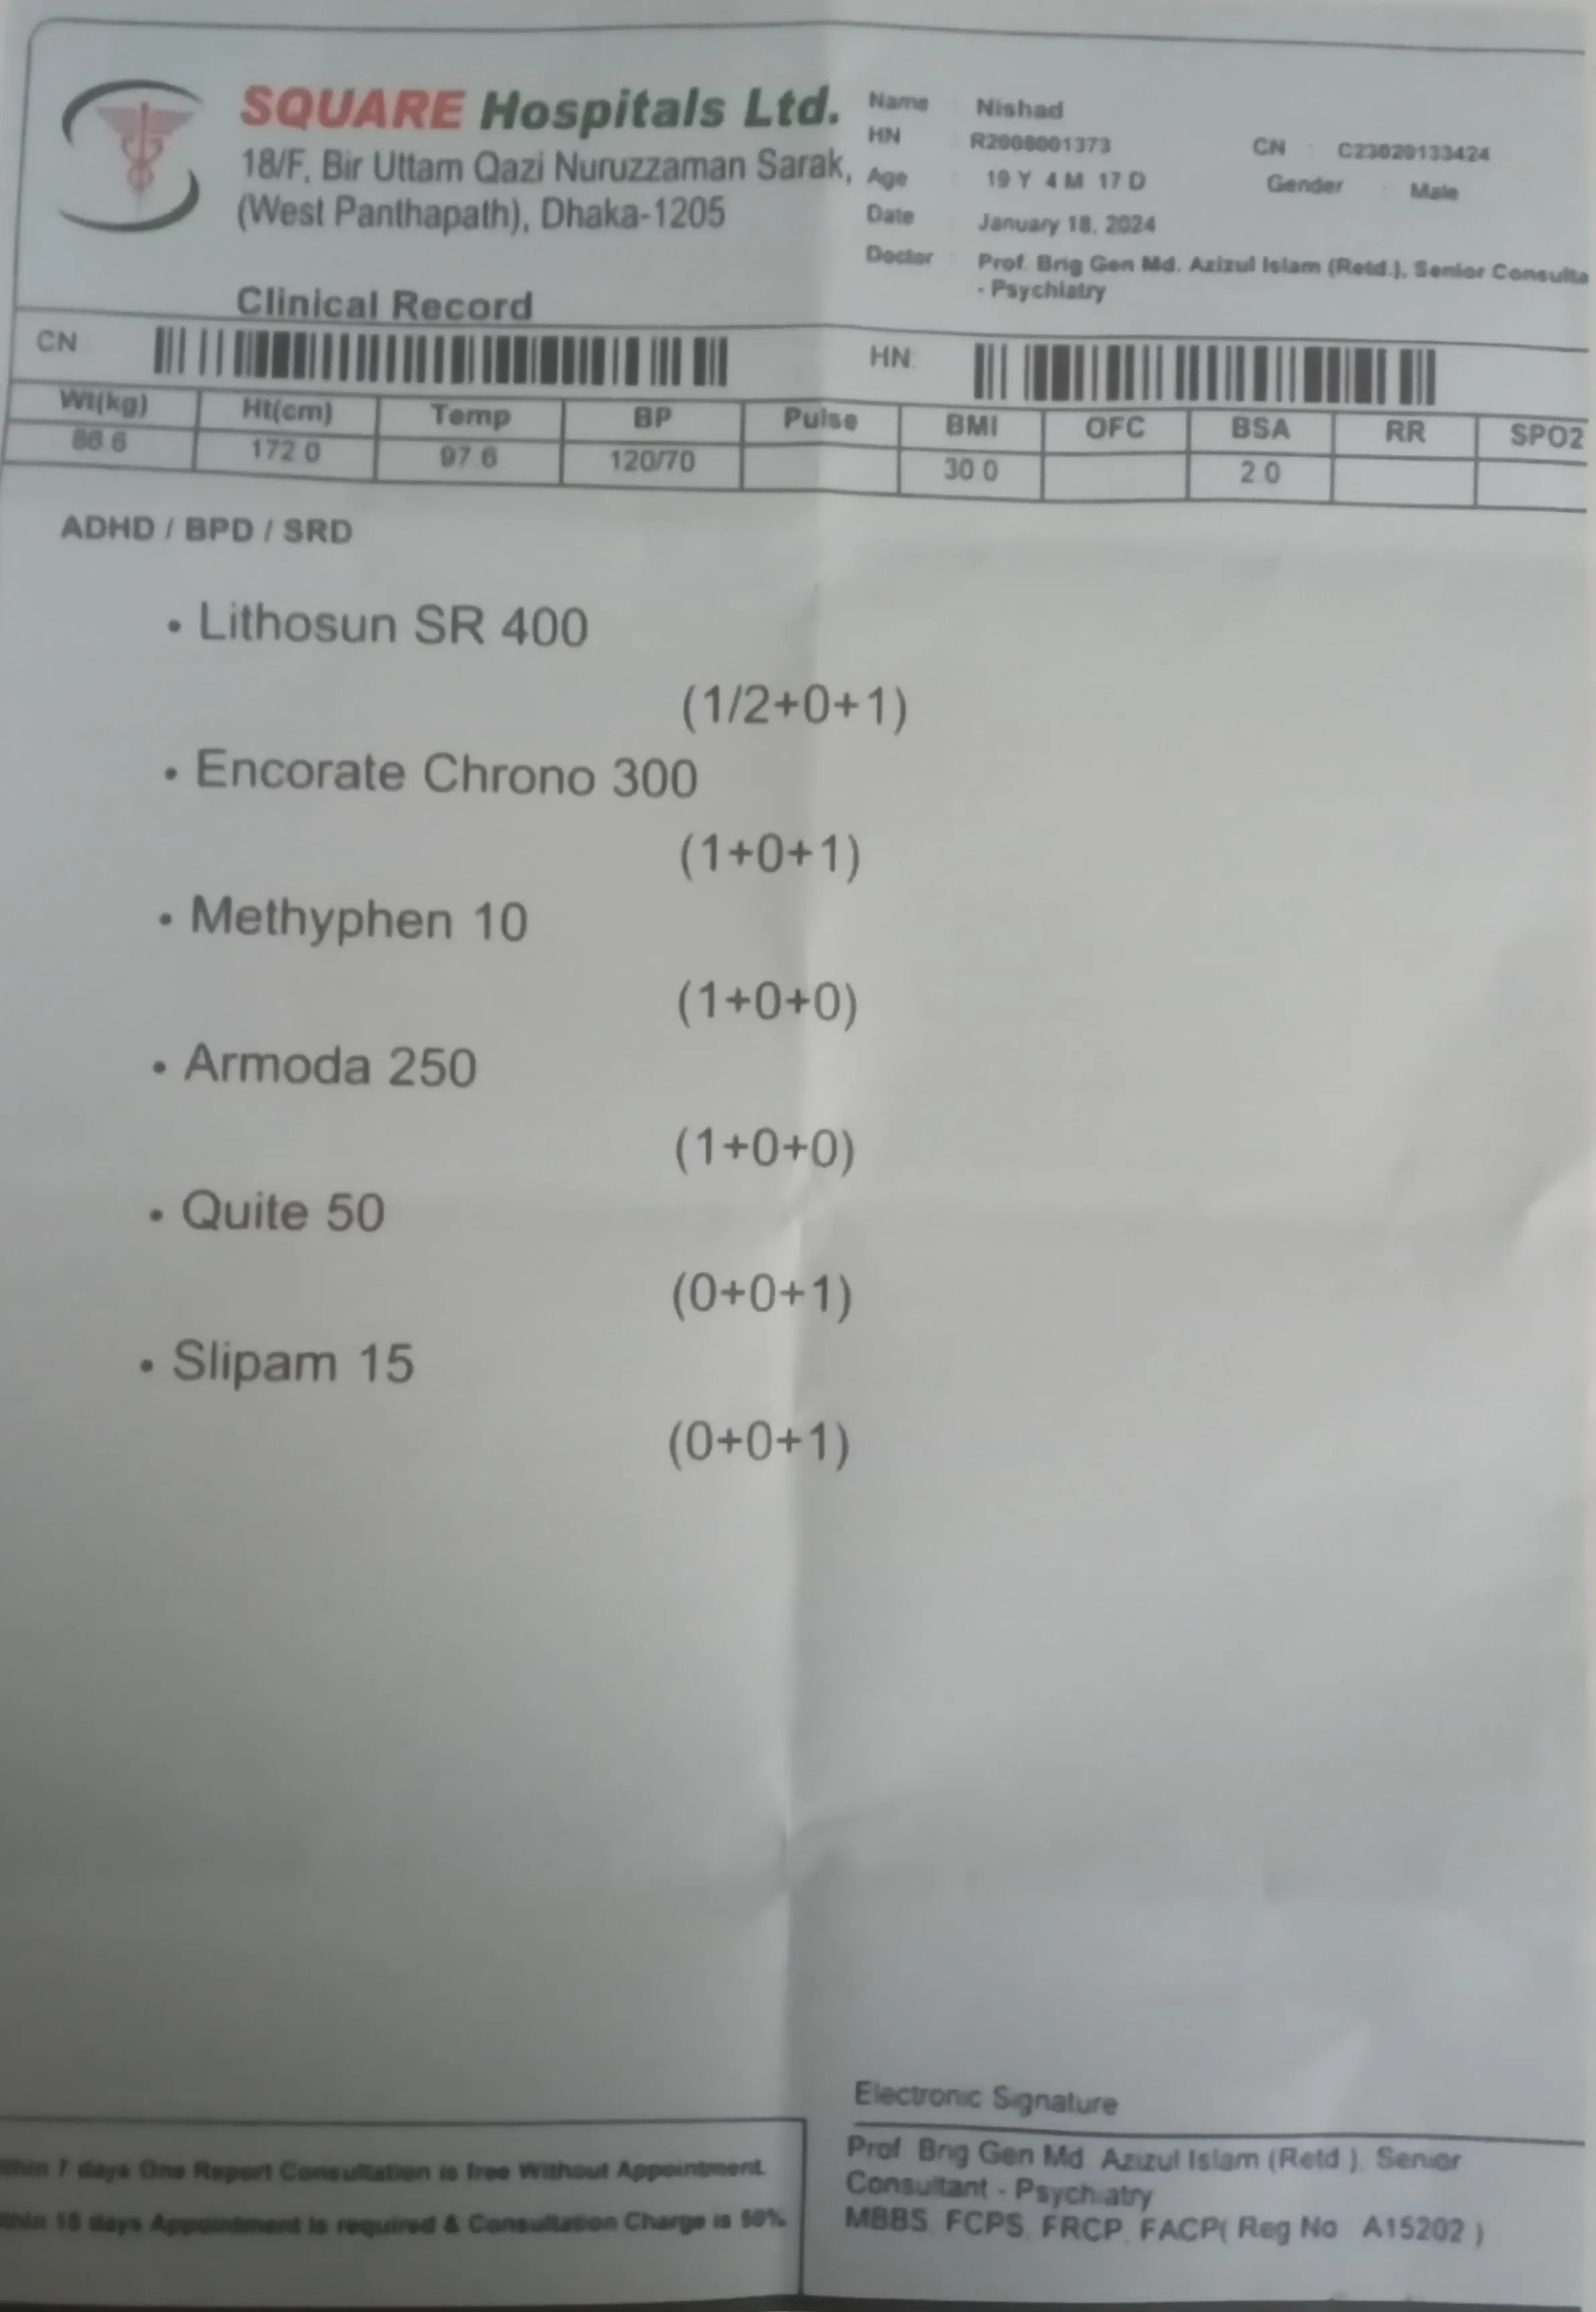 SQUARE Hospitals Ltd.
18/F, Bir Uttam Qazi Nuruzzaman Sarak,
(West Panthapath), Dhaka-1205
Clinical Record
Name : Nishad
HN : R2008001373 CN : C23020133424
Age : 19 Y 4 M 17 D Gender : Male
Date : January 18, 2024
Doctor : Prof. Brig Gen Md. Azizul Islam (Retd.), Senior Consulta
- Psychiatry
CN HN:
Wt(kg) Ht(cm) Temp BP Pulse BMI OFC BSA RR SPO2
172.0 97.6 120/70 30.0 2.0
ADHD / BPD / SRD
• Lithosun SR 400
(1/2+0+1)
• Encorate Chrono 300
(1+0+1)
• Methyphen 10
(1+0+0)
• Armoda 250
(1+0+0)
• Quite 50
(0+0+1)
• Slipam 15
(0+0+1)
7 days One Report Consultation is free Without Appointment.
15 days Appointment is required & Consultation Charge is 50%
Electronic Signature
Prof Brig Gen Md Azizul Islam (Retd ), Senior
Consultant - Psychiatry
MBBS, FCPS, FRCP, FACP( Reg No A15202 )